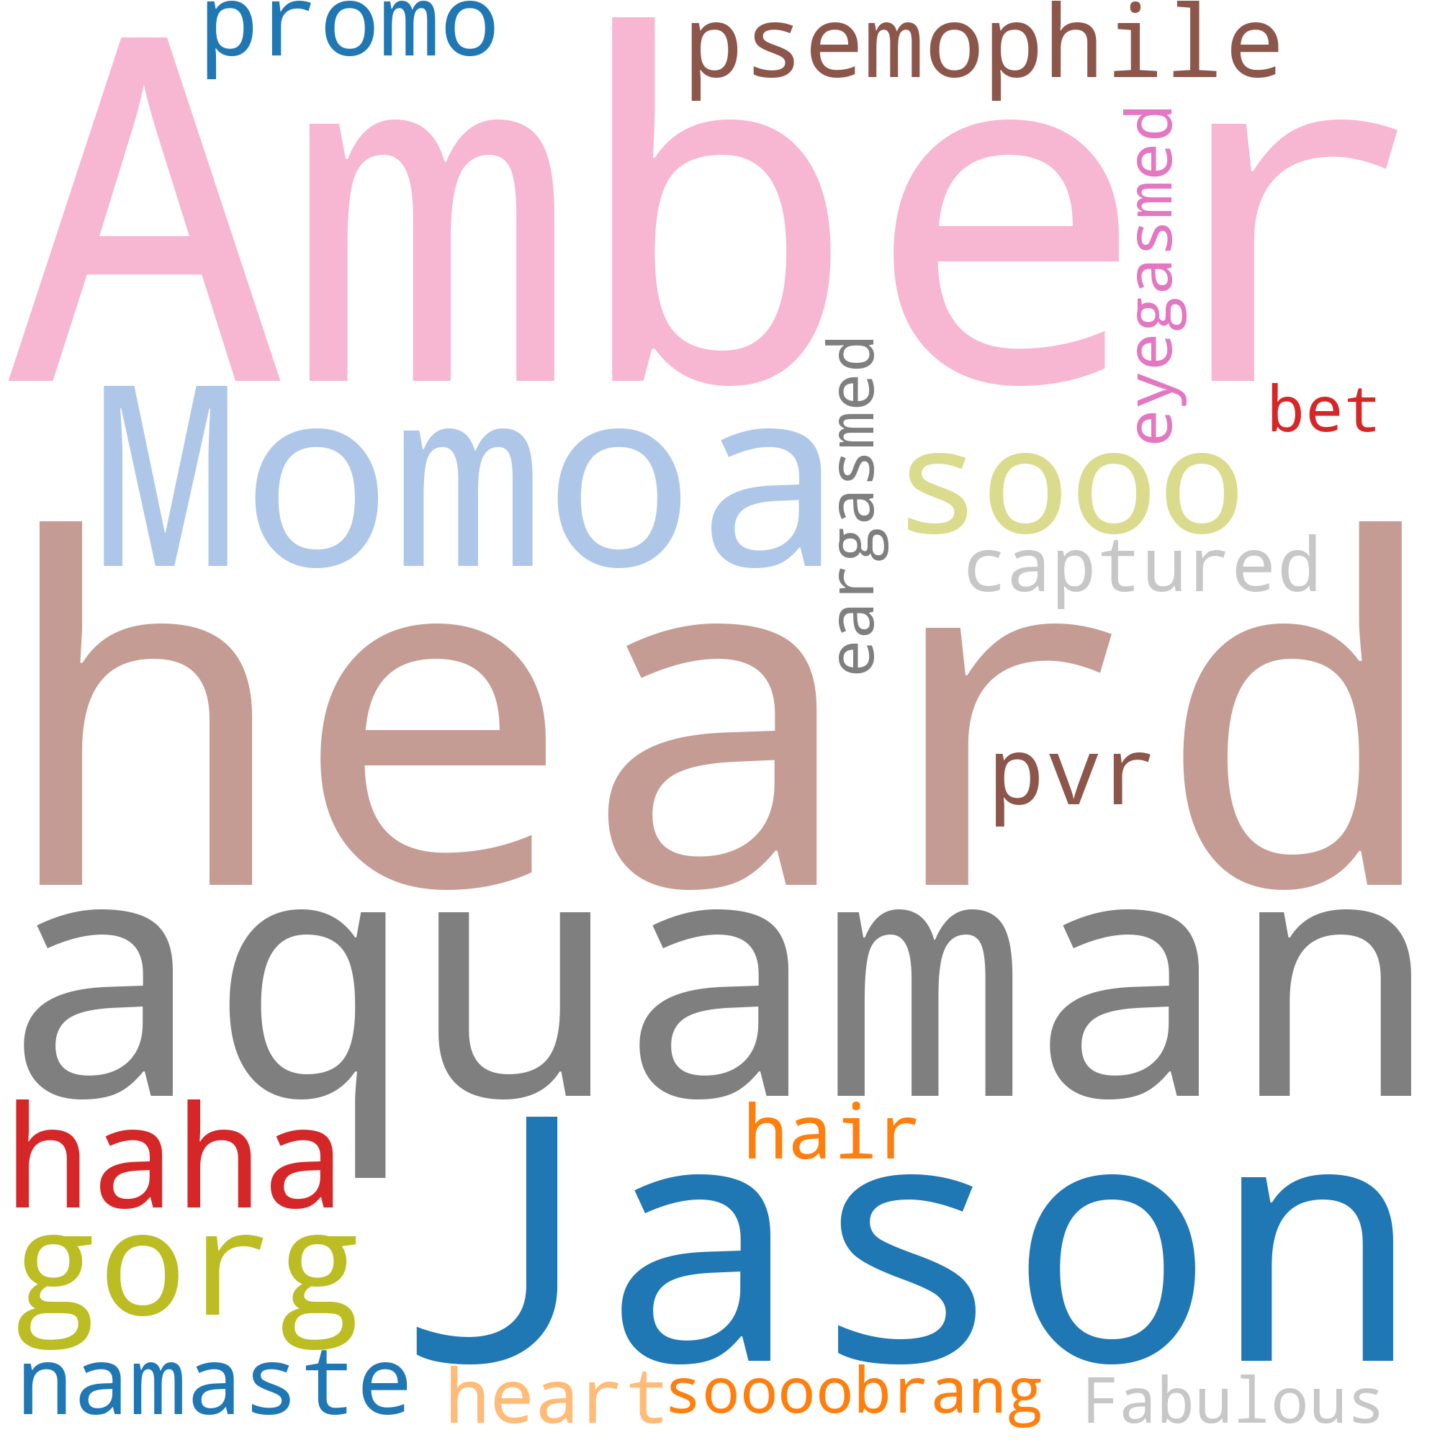 promo
psemophile
Amber
eyegasmed
Momoa
eargasmed
bet
sooo
captured
heard
pvr
aquaman
haha
hair
Jason
gorg
namaste
heart
soooobrang
Fabulous